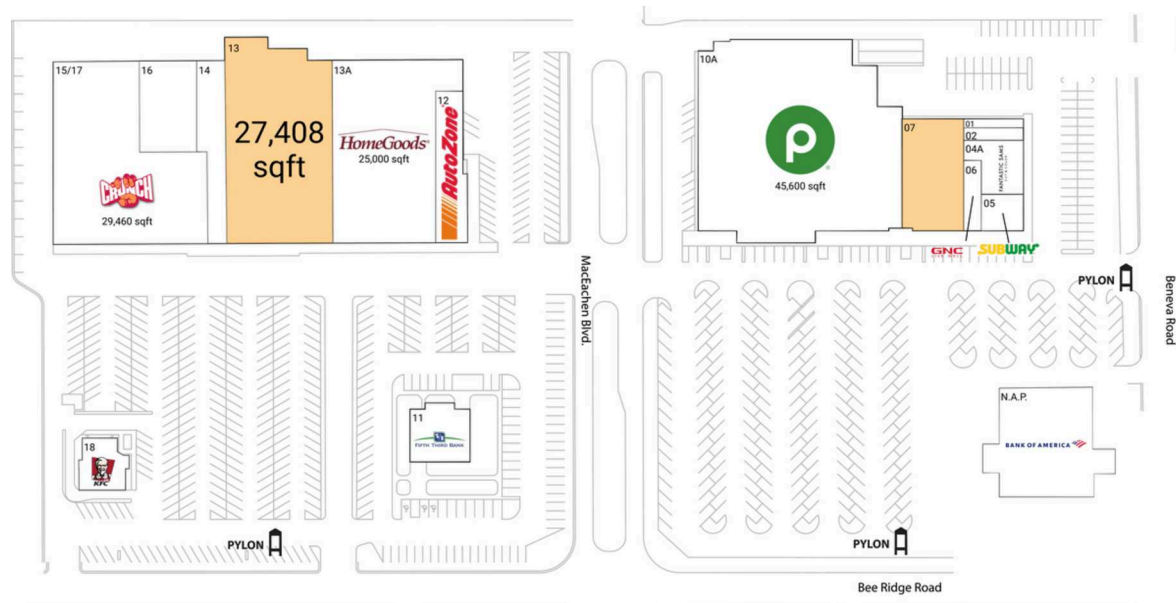 15/17
16
14
13
13A
12
27,408
sqft
CRUNCH
29,460 sqft
HomeGoods
25,000 sqft
AutoZone
10A
p
45,600 sqft
07
01
02
04A
06
FANTASTIC SAMS
05
GNC
SUBWAY
MacEachen Blvd.
PYLON
Beneva Road
18
KFC
11
FIFTH THIRD BANK
N.A.P.
BANK OF AMERICA
PYLON
PYLON
Bee Ridge Road